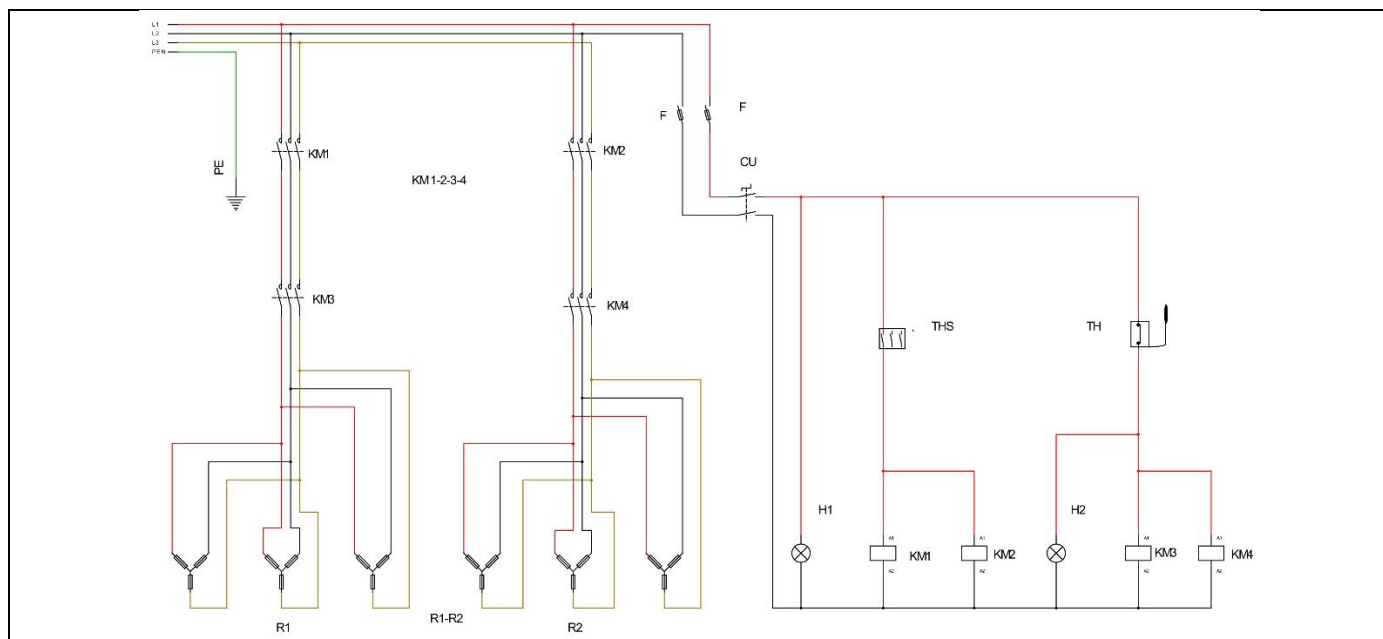 L1
L2
L3
PEN
F
F
KM1
KM2
CU
PE
KM1-2-3-4
KM3
KM4
THS
TH
H1
H2
A1
A1
A1
A1
KM1
KM2
KM3
KM4
A2
A2
A2
A2
R1
R1-R2
R2